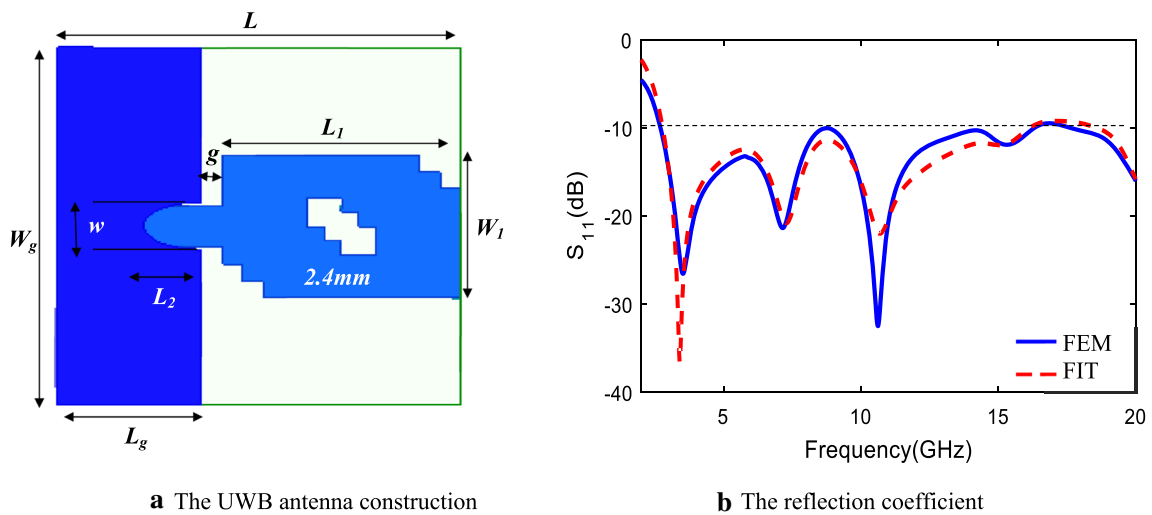 L
L1
g
w
Wg
W1
2.4mm
L2
Lg
a The UWB antenna construction
0
-10
-20
-30
-40
S11(dB)
FEM
FIT
5 10 15 20
Frequency(GHz)
b The reflection coefficient